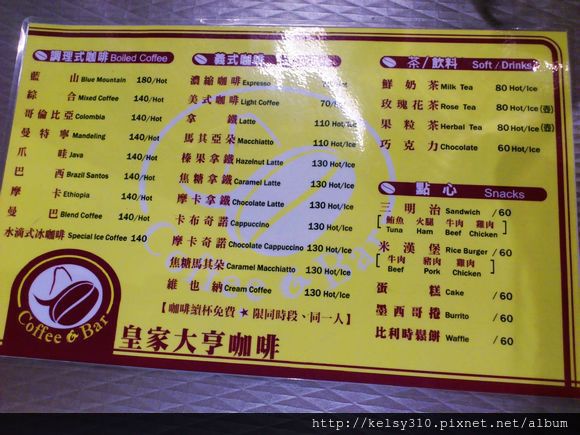 調理式咖啡 Boiled Coffee
藍山 Blue Mountain 180/Hot
綜合 Mixed Coffee 140/Hot
哥倫比亞 Colombia 140/Hot
曼特寧 Mandeling 140/Hot
爪哇 Java 140/Hot
巴西 Brazil Santos 140/Hot
摩卡 Ethiopia 140/Hot
曼巴 Blend Coffee 140/Hot
水滴式冰咖啡 Special Ice Coffee 140
義式咖啡
濃縮咖啡 Espresso /Hot
美式咖啡 Light Coffee 70/Hot
拿鐵 Latte 110 Hot/Ice
馬其亞朵 Macchiatto 110 Hot/Ice
榛果拿鐵 Hazelnut Latte 130 Hot/Ice
焦糖拿鐵 Caramel Latte 130 Hot/Ice
摩卡拿鐵 Chocolate Latte 130 Hot/Ice
卡布奇諾 Cappuccino 130 Hot/Ice
摩卡奇諾 Chocolate Cappuccino 130 Hot/Ice
焦糖馬其朵 Caramel Macchiatto 130 Hot/Ice
維也納 Cream Coffee 130 Hot/Ice
【咖啡續杯免費★限同時段、同一人】
茶/飲料 Soft / Drinks
鮮奶茶 Milk Tea 80 Hot/Ice
玫瑰花茶 Rose Tea 80 Hot/Ice(壺)
果粒茶 Herbal Tea 80 Hot/Ice(壺)
巧克力 Chocolate 60 Hot/Ice
點心 Snacks
三明治 Sandwich /60
[鮪魚 火腿 牛肉 雞肉]
Tuna Ham Beef Chicken
米漢堡 Rice Burger /60
[牛肉 豬肉 雞肉]
Beef Pork Chicken
蛋糕 Cake /60
墨西哥捲 Burrito /60
比利時鬆餅 Waffle /60
Coffee & Bar
Coffee & Bar
皇家大亨咖啡
http://kelsy310.pixnet.net/album